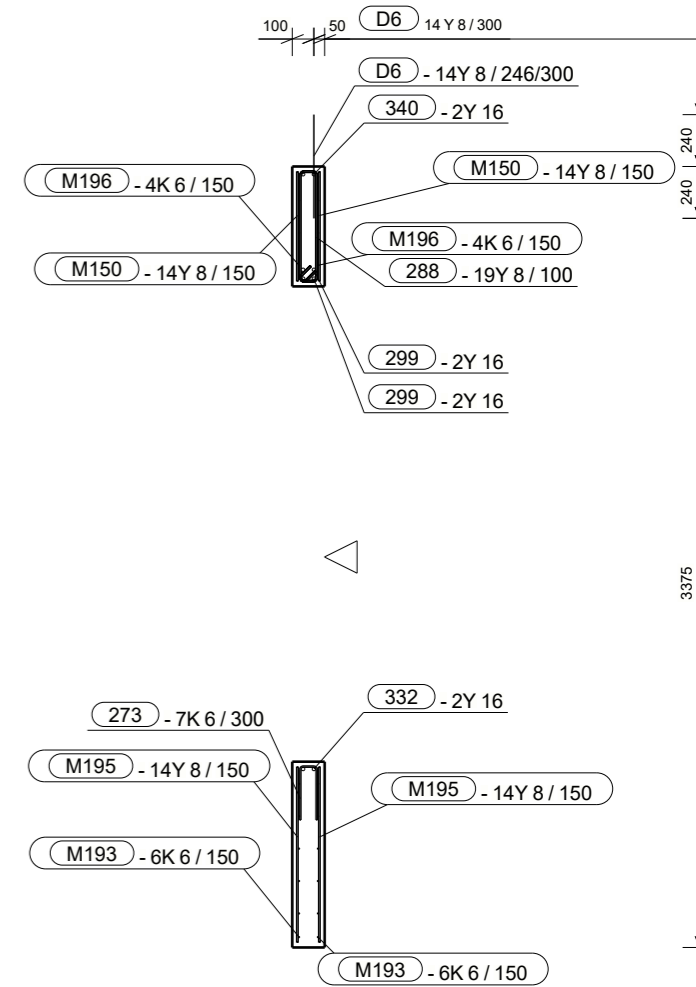 100
50
D6 14 Y 8 / 300
D6 - 14Y 8 / 246/300
340 - 2Y 16
240
M196 - 4K 6 / 150
M150 - 14Y 8 / 150
240
M196 - 4K 6 / 150
M150 - 14Y 8 / 150
288 - 19Y 8 / 100
299 - 2Y 16
299 - 2Y 16
3375
332 - 2Y 16
273 - 7K 6 / 300
M195 - 14Y 8 / 150
M195 - 14Y 8 / 150
M193 - 6K 6 / 150
M193 - 6K 6 / 150